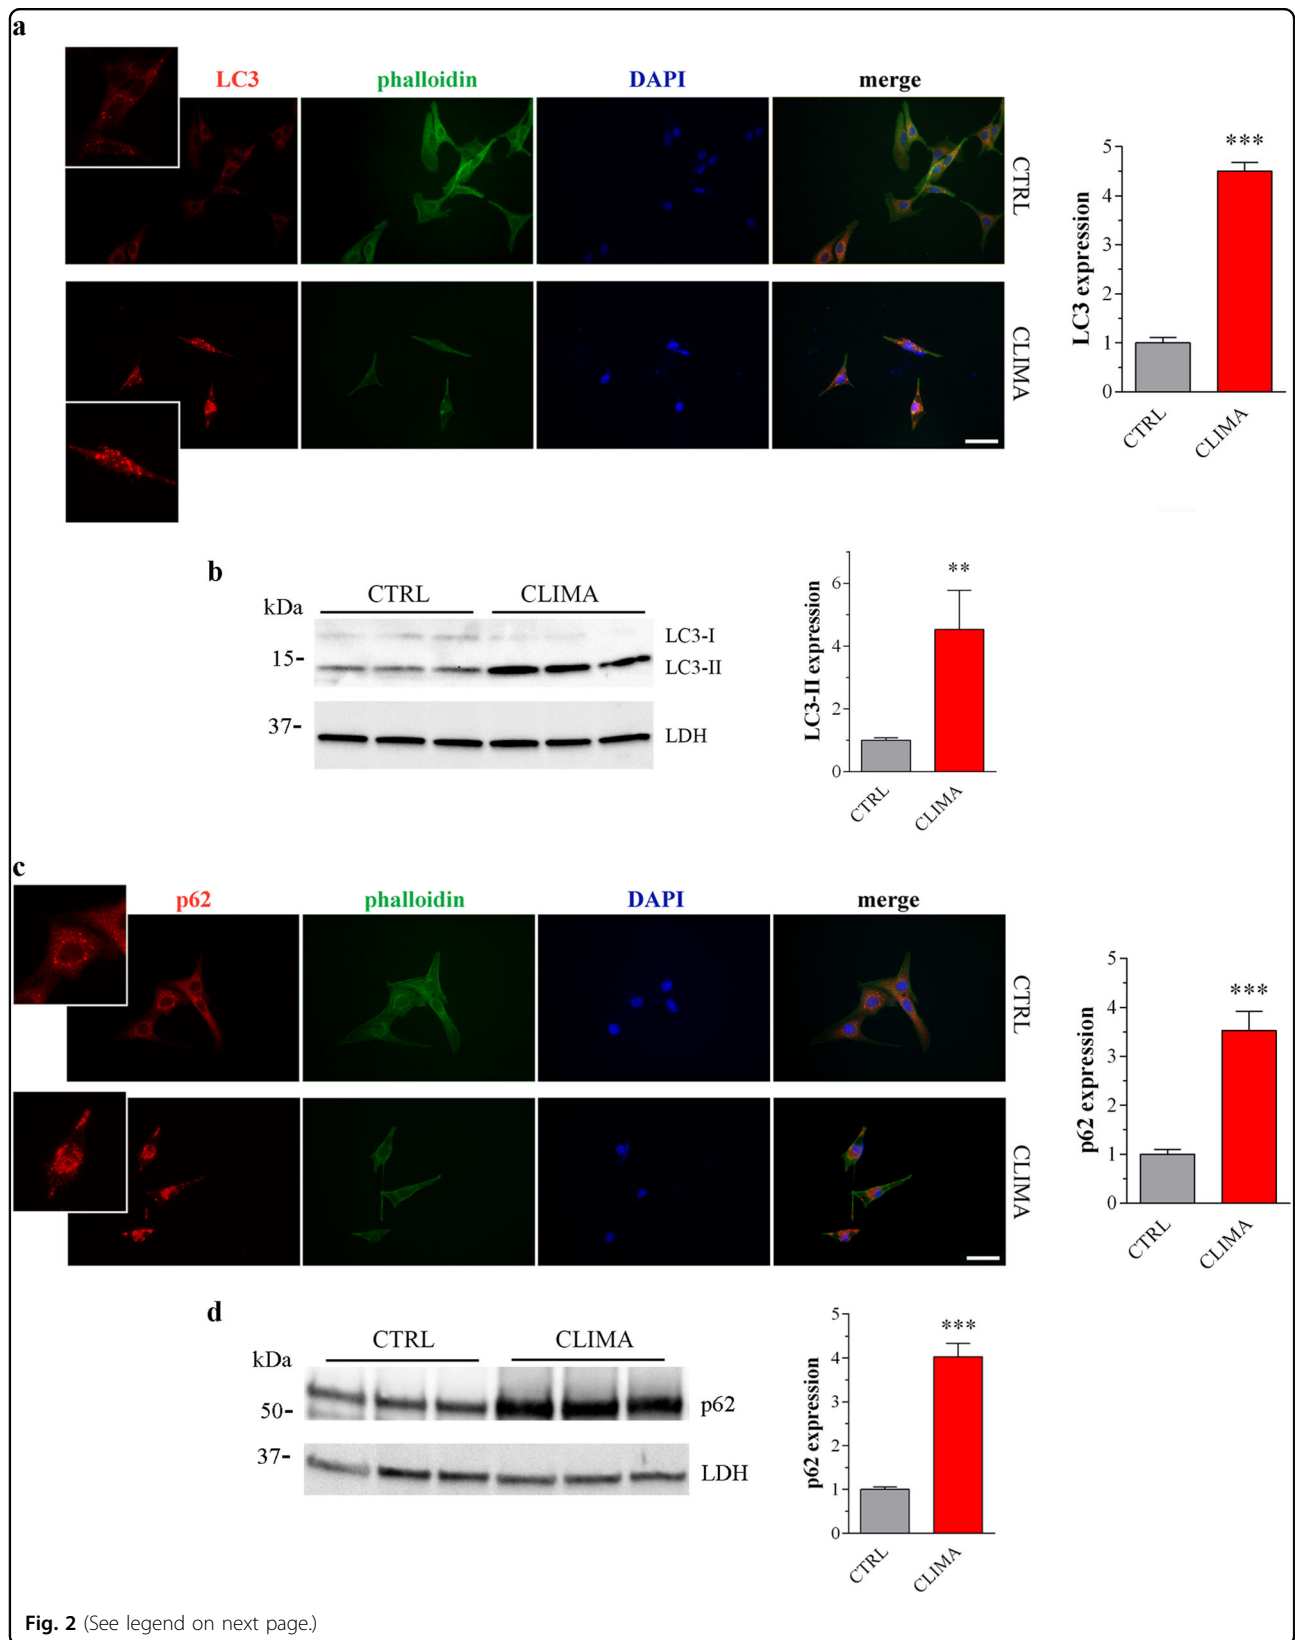 a
LC3 phalloidin DAPI merge
CTRL
CLIMA
LC3 expression
5
4
3
2
1
0
***
CTRL
CLIMA
b
kDa
CTRL CLIMA
15-
LC3-I
LC3-II
37-
LDH
LC3-II expression
6
4
2
0
**
CTRL
CLIMA
c
p62 phalloidin DAPI merge
CTRL
CLIMA
p62 expression
5
4
3
2
1
0
***
CTRL
CLIMA
d
kDa
CTRL CLIMA
50-
p62
37-
LDH
p62 expression
5
4
3
2
1
0
***
CTRL
CLIMA
Fig. 2 (See legend on next page.)